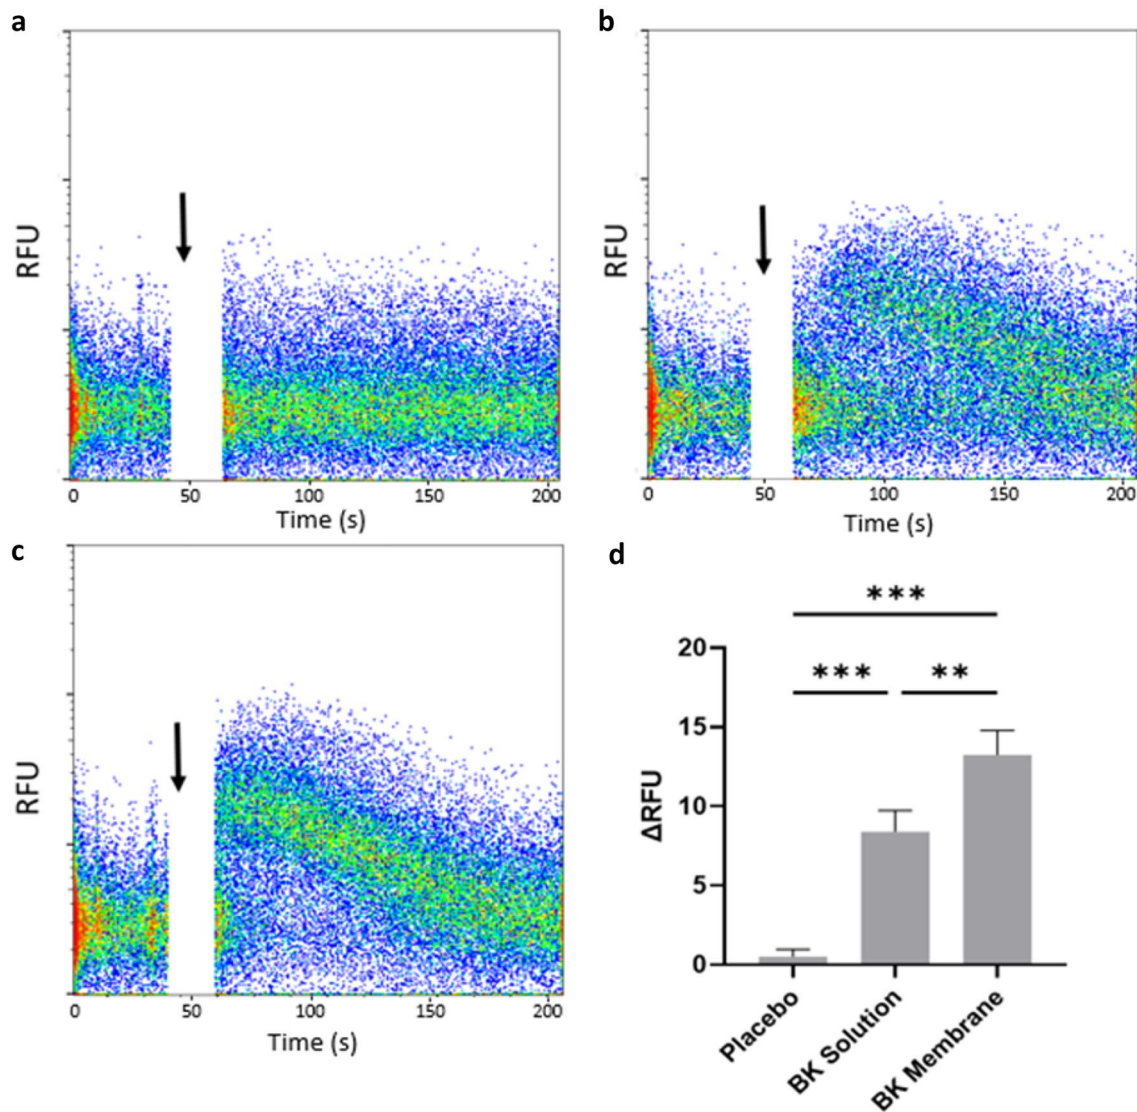 a
RFU
0 50 100 150 200
Time (s)
b
RFU
0 50 100 150 200
Time (s)
c
RFU
0 50 100 150 200
Time (s)
d
***
*** **
ΔRFU
20
15
10
5
0
Placebo
BK Solution
BK Membrane